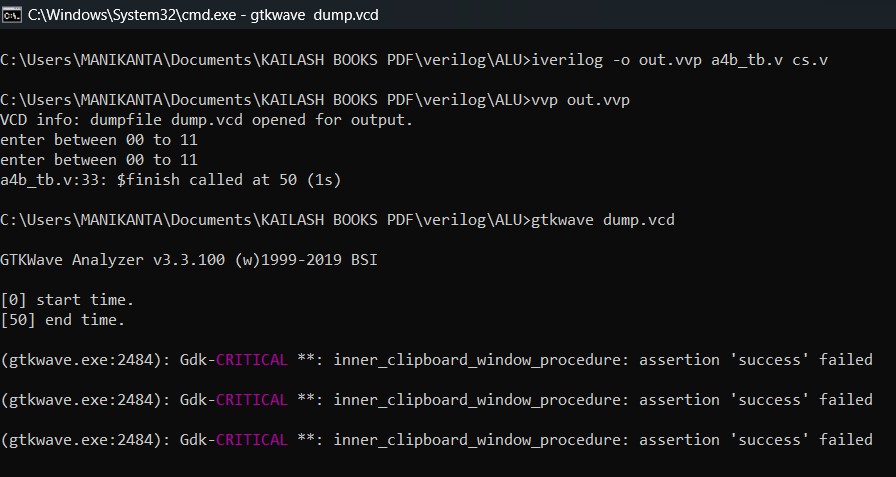 C:\Windows\System32\cmd.exe - gtkwave  dump.vcd
C:\Users\MANIKANTA\Documents\KAILASH BOOKS PDF\verilog\ALU>iverilog -o out.vvp a4b_tb.v cs.v
C:\Users\MANIKANTA\Documents\KAILASH BOOKS PDF\verilog\ALU>vvp out.vvp
VCD info: dumpfile dump.vcd opened for output.
enter between 00 to 11
enter between 00 to 11
a4b_tb.v:33: $finish called at 50 (1s)
C:\Users\MANIKANTA\Documents\KAILASH BOOKS PDF\verilog\ALU>gtkwave dump.vcd
GTKWave Analyzer v3.3.100 (w)1999-2019 BSI
[0] start time.
[50] end time.
(gtkwave.exe:2484): Gdk-CRITICAL **: inner_clipboard_window_procedure: assertion 'success' failed
(gtkwave.exe:2484): Gdk-CRITICAL **: inner_clipboard_window_procedure: assertion 'success' failed
(gtkwave.exe:2484): Gdk-CRITICAL **: inner_clipboard_window_procedure: assertion 'success' failed